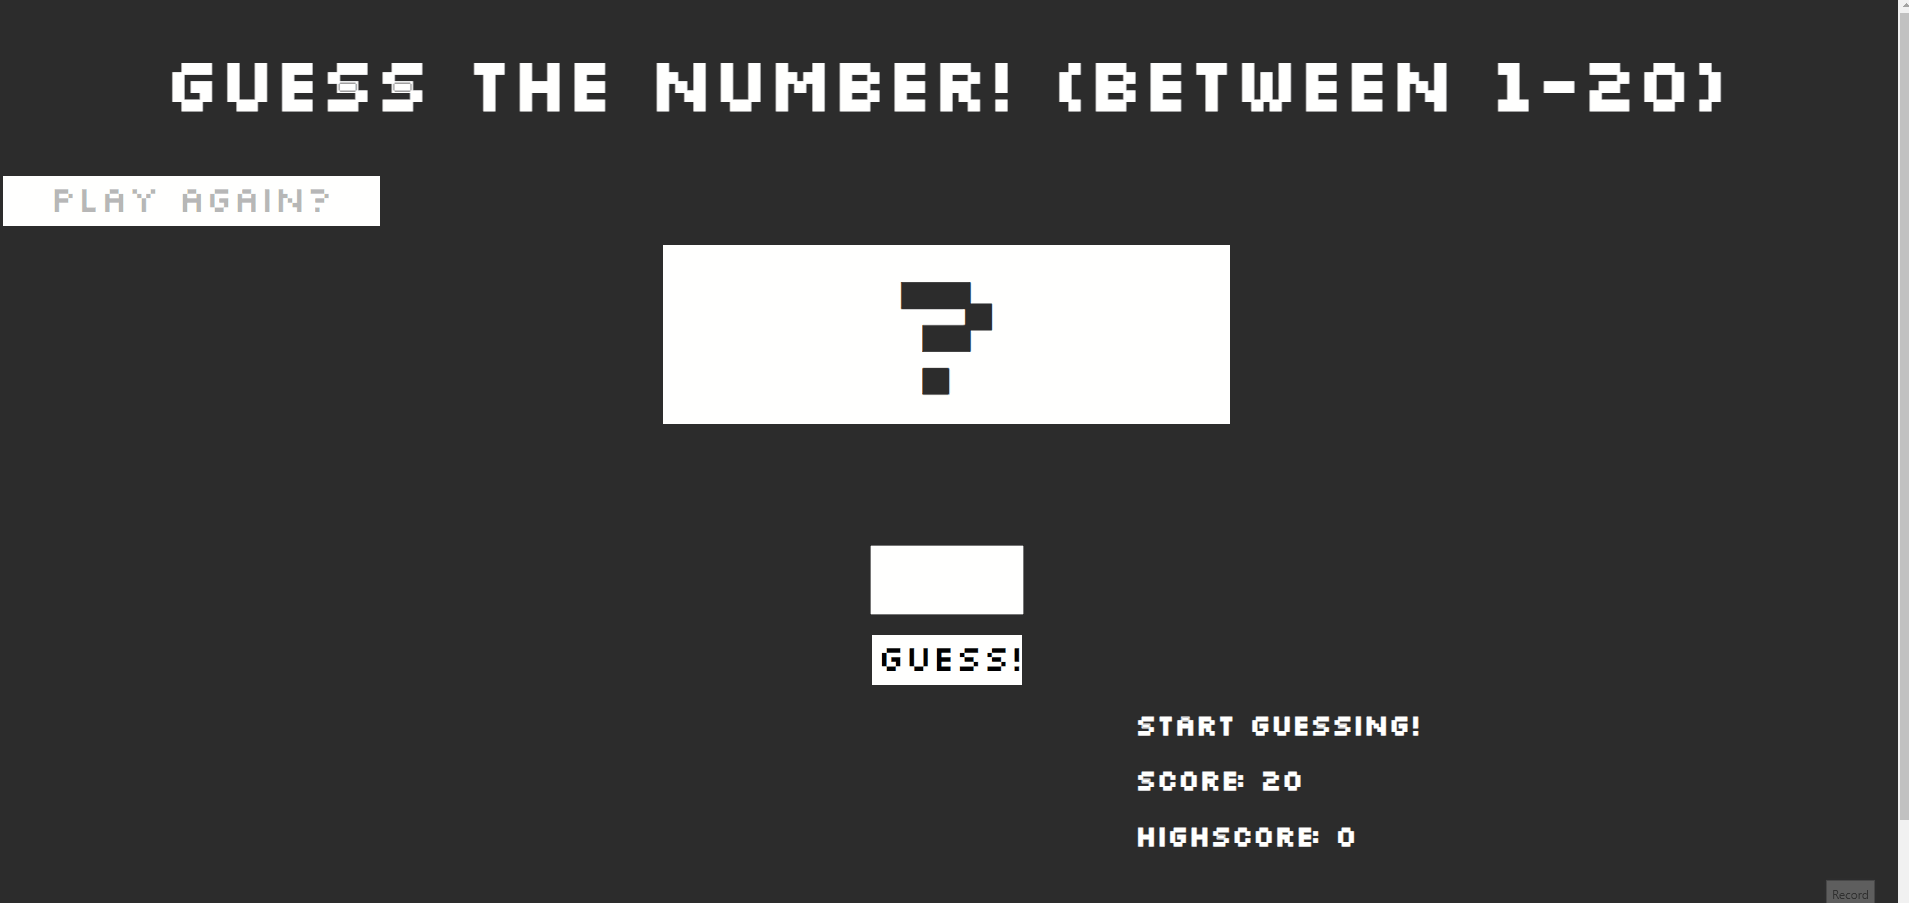 GUESS THE NUMBER! (BETWEEN 1-20)
PLAY AGAIN?
?
GUESS!
START GUESSING!
SCORE: 20
HIGHSCORE: 0
Record